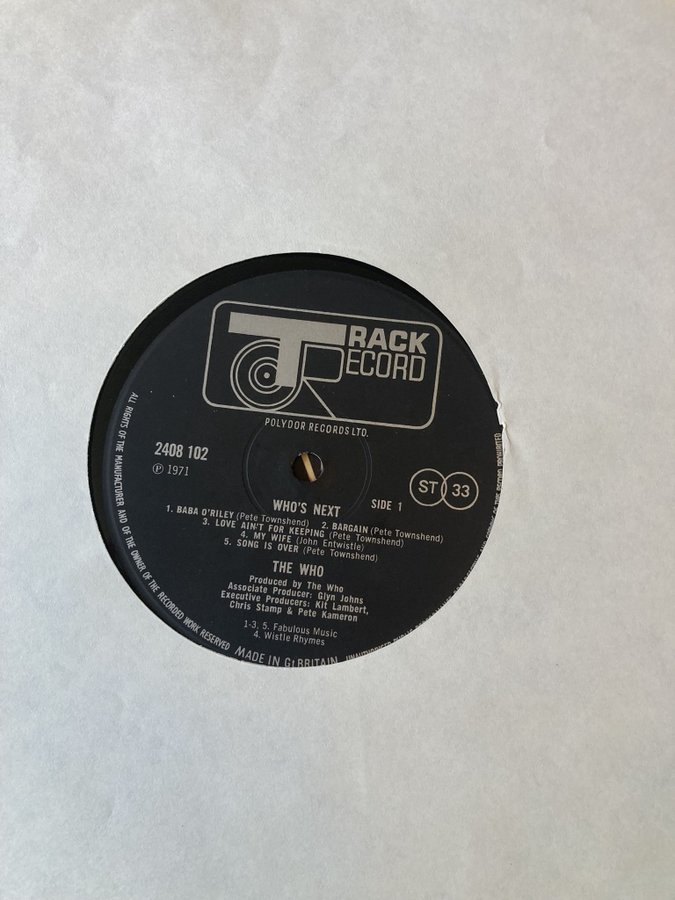 TRACK
RECORD
POLYDOR RECORDS LTD.
2408 102
℗ 1971
ST 33
WHO'S NEXT
SIDE 1
1. BABA O'RILEY (Pete Townshend) 2. BARGAIN (Pete Townshend)
3. LOVE AIN'T FOR KEEPING (Pete Townshend)
4. MY WIFE (John Entwistle)
5. SONG IS OVER (Pete Townshend)
THE WHO
Produced by The Who
Associate Producer: Glyn Johns
Executive Producers: Kit Lambert,
Chris Stamp & Pete Kameron
1-3, 5. Fabulous Music
4. Wistle Rhymes
ALL RIGHTS OF THE MANUFACTURER AND OF THE OWNER OF THE RECORDED WORK RESERVED
MADE IN Gt BRITAIN
OF THE RECORD PROHIBITED